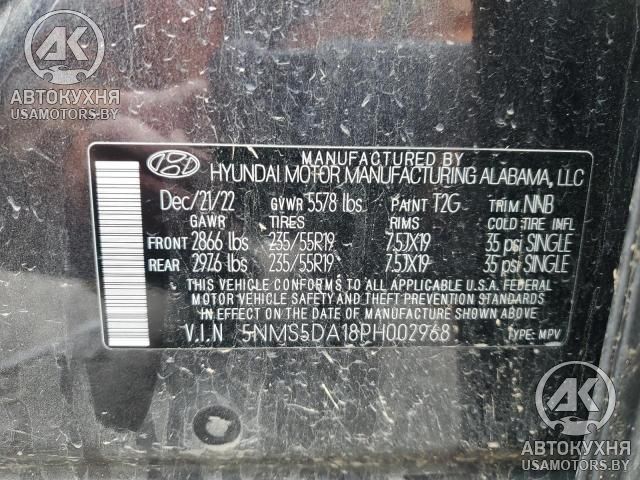 AK
АВТОКУХНЯ
USAMOTORS.BY
MANUFACTURED BY
HYUNDAI MOTOR MANUFACTURING ALABAMA, LLC
Dec/21/22 GVWR 5578 lbs. PAINT T2G TRIM NNB
GAWR TIRES RIMS COLD TIRE INFL
FRONT 2866 lbs 235/55R19 7.5JX19 35 psi SINGLE
REAR 2976 lbs 235/55R19 7.5JX19 35 psi SINGLE
THIS VEHICLE CONFORMS TO ALL APPLICABLE U.S.A. FEDERAL
MOTOR VEHICLE SAFETY AND THEFT PREVENTION STANDARDS
IN EFFECT ON THE DATE OF MANUFACTURE SHOWN ABOVE.
V.I.N 5NMS5DA18PH002968 TYPE: MPV
AK
АВТОКУХНЯ
USAMOTORS.BY